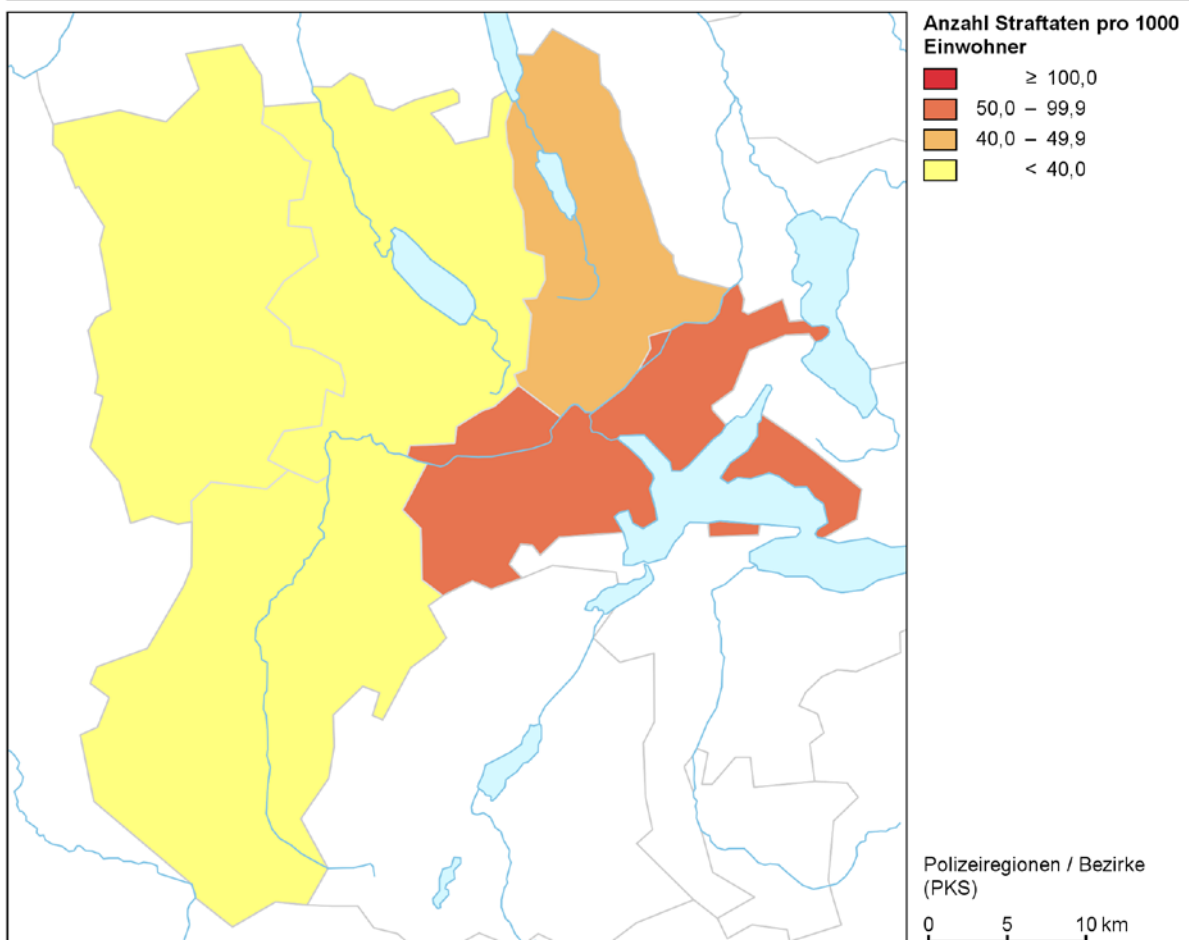 Anzahl Straftaten pro 1000
Einwohner
≥ 100,0
50,0 – 99,9
40,0 – 49,9
< 40,0
Polizeiregionen / Bezirke
(PKS)
0 5 10 km